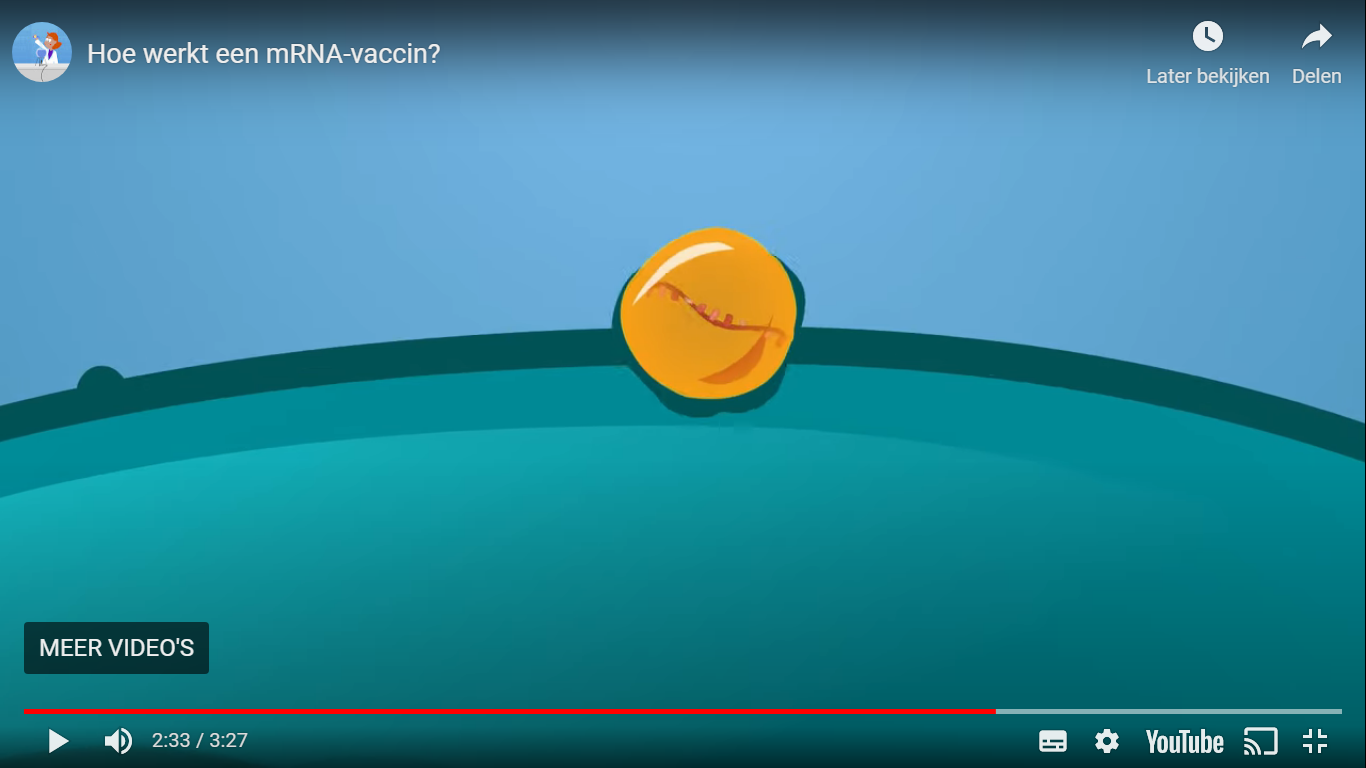 Hoe werkt een mRNA-vaccin?
Later bekijken
Delen
MEER VIDEO'S
2:33 / 3:27
YouTube